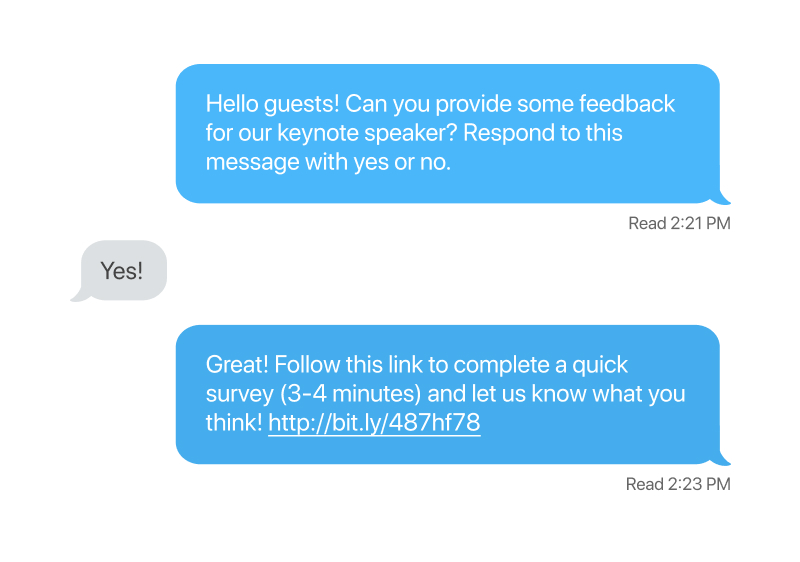 Hello guests! Can you provide some feedback
for our keynote speaker? Respond to this
message with yes or no.
Read 2:21 PM
Yes!
Great! Follow this link to complete a quick
survey (3-4 minutes) and let us know what you
think! http://bit.ly/487hf78
Read 2:23 PM